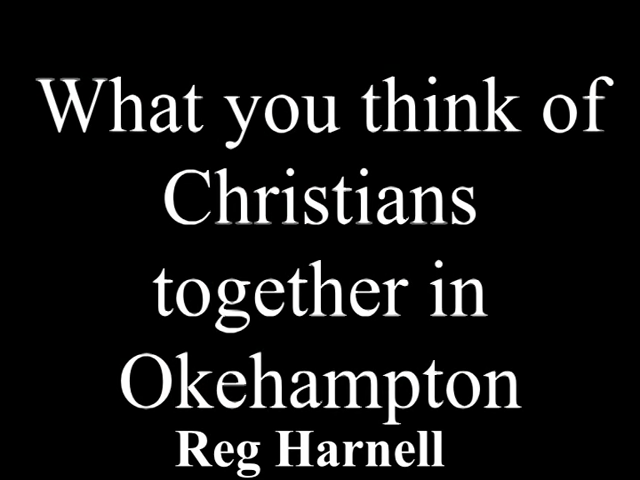 What you think of
Christians
together in
Okehampton
Reg Harnell